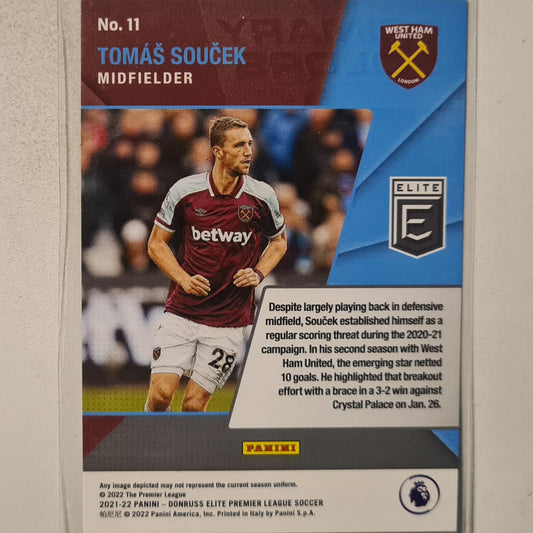 No. 11
TOMÁŠ SOUČEK
MIDFIELDER
WEST HAM
UNITED
LONDON
ELITE
E
betway
28
Despite largely playing back in defensive
midfield, Souček established himself as a
regular scoring threat during the 2020-21
campaign. In his second season with West
Ham United, the emerging star netted
10 goals. He highlighted that breakout
effort with a brace in a 3-2 win against
Crystal Palace on Jan. 26.
PANINI
Any image depicted may not represent the current season uniform.
© 2022 The Premier League
2021-22 PANINI – DONRUSS ELITE PREMIER LEAGUE SOCCER
帕尼尼 © 2022 Panini America, Inc. Printed in Italy by Panini S.p.A.